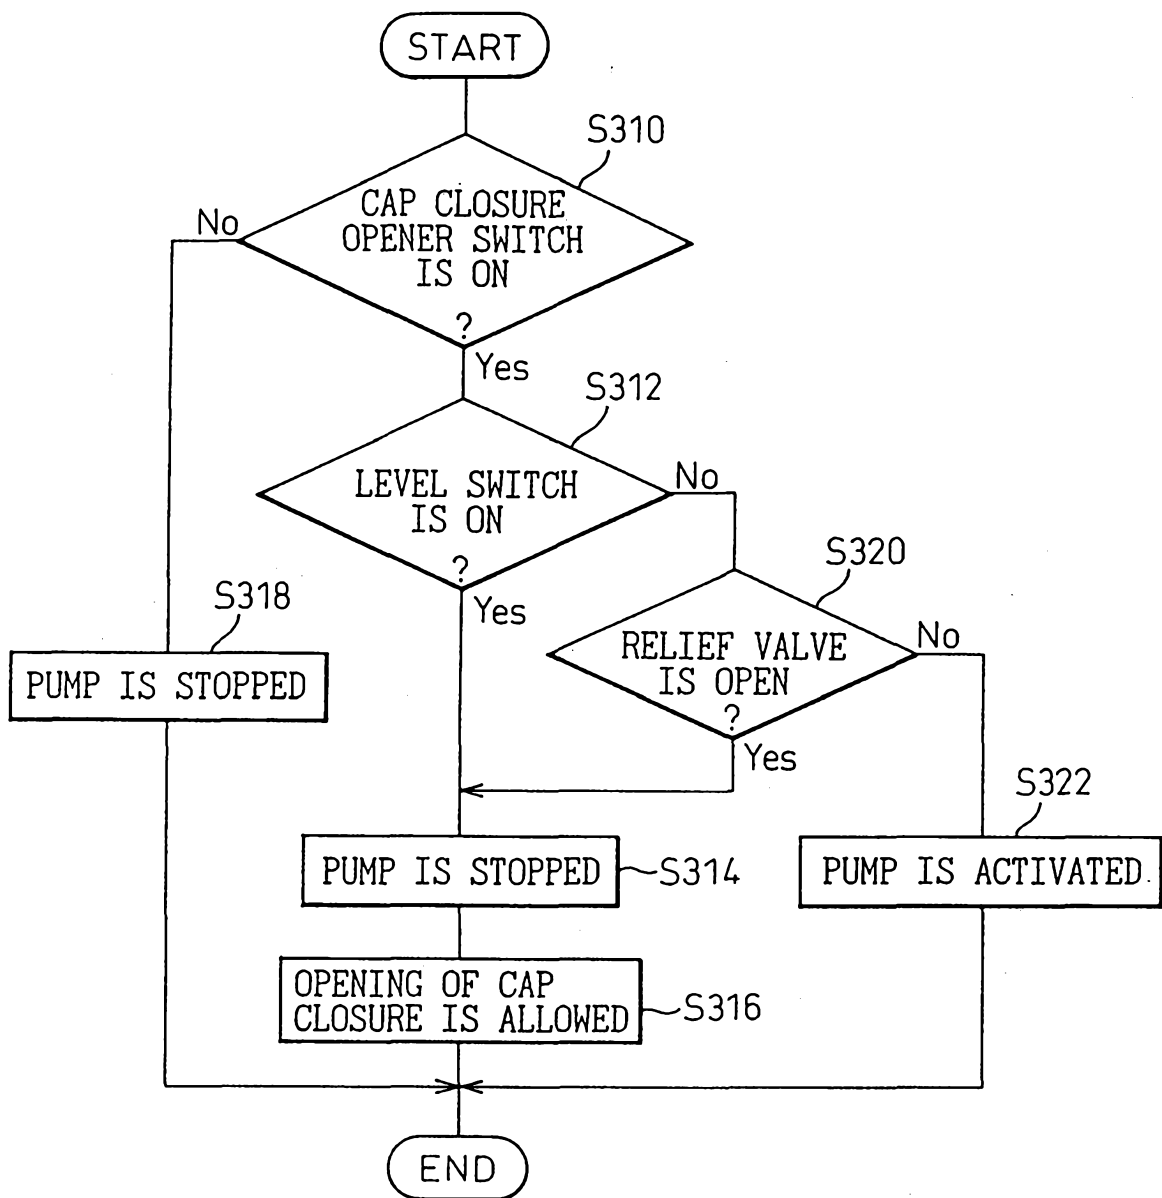 START
S310
CAP CLOSURE
OPENER SWITCH
IS ON
?
No
Yes
S312
LEVEL SWITCH
IS ON
?
No
Yes
S320
RELIEF VALVE
IS OPEN
?
No
Yes
S318
PUMP IS STOPPED
S322
PUMP IS ACTIVATED
PUMP IS STOPPED
S314
OPENING OF CAP
CLOSURE IS ALLOWED
S316
END